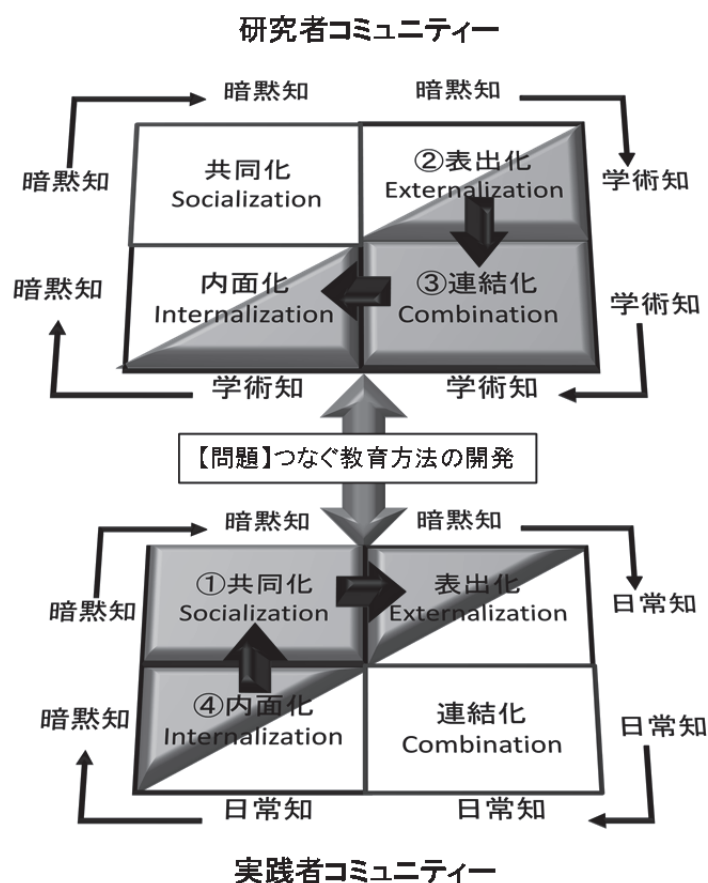 研究者コミュニティー
暗黙知
暗黙知
暗黙知
共同化
Socialization
②表出化
Externalization
学術知
暗黙知
内面化
Internalization
③連結化
Combination
学術知
学術知
学術知
【問題】つなぐ教育方法の開発
暗黙知
暗黙知
暗黙知
①共同化
Socialization
表出化
Externalization
日常知
暗黙知
④内面化
Internalization
連結化
Combination
日常知
日常知
日常知
実践者コミュニティー